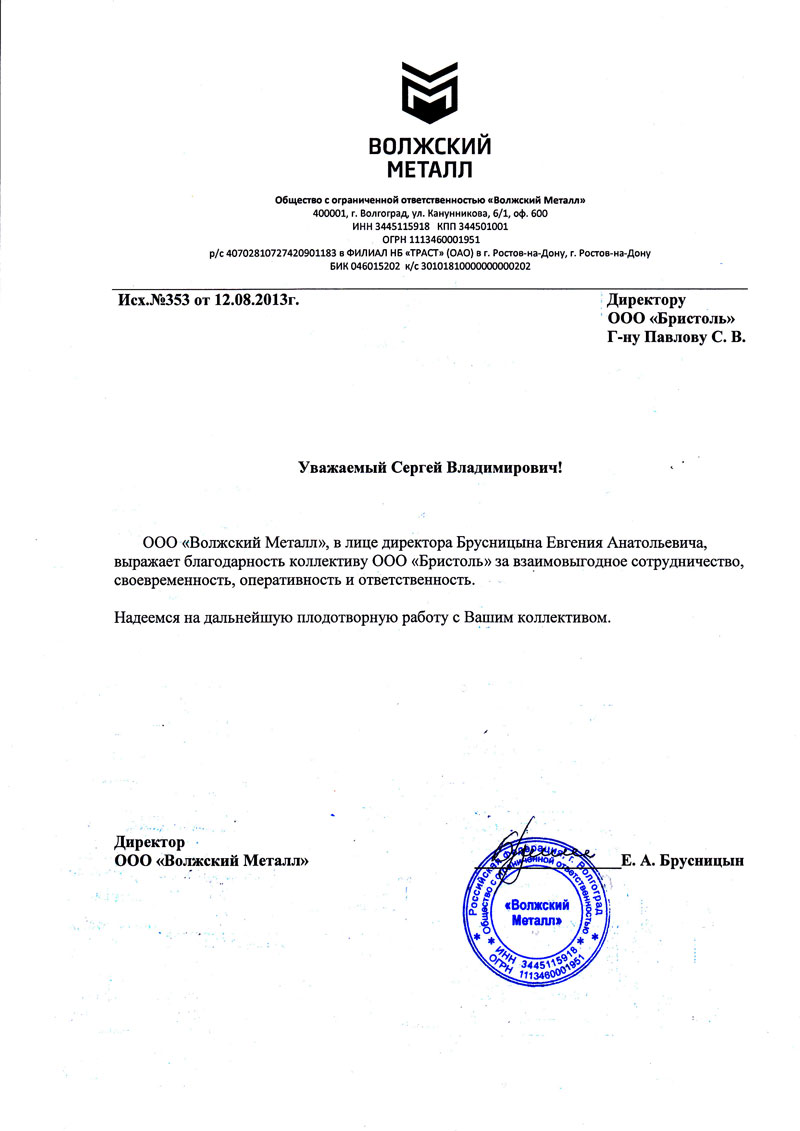 ВОЛЖСКИЙ
МЕТАЛЛ
Общество с ограниченной ответственностью «Волжский Металл»
400001, г. Волгоград, ул. Канунникова, 6/1, оф. 600
ИНН 3445115918 КПП 344501001
ОГРН 1113460001951
р/с 40702810727420901183 в ФИЛИАЛ НБ «ТРАСТ» (ОАО) в г. Ростов-на-Дону, г. Ростов-на-Дону
БИК 046015202 к/с 30101810000000000202
Исх.№353 от 12.08.2013г.
Директору
ООО «Бристоль»
Г-ну Павлову С. В.
Уважаемый Сергей Владимирович!
ООО «Волжский Металл», в лице директора Брусницына Евгения Анатольевича,
выражает благодарность коллективу ООО «Бристоль» за взаимовыгодное сотрудничество,
своевременность, оперативность и ответственность.
Надеемся на дальнейшую плодотворную работу с Вашим коллективом.
Директор
ООО «Волжский Металл»
Е. А. Брусницын
Российская Федерация, г. Волгоград
Общество с ограниченной ответственностью
«Волжский
Металл»
ИНН 3445115918
ОГРН 1113460001951